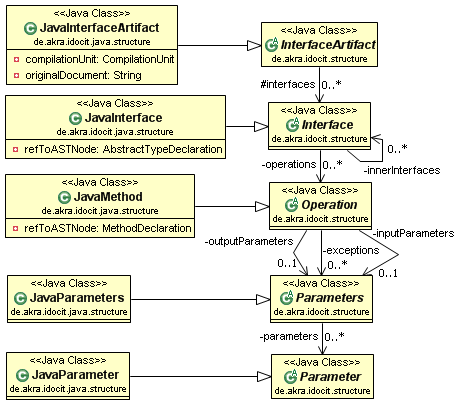 <<Java Class>>
JavaInterfaceArtifact
de.akra.idocit.java.structure
compilationUnit: CompilationUnit
originalDocument: String
<<Java Class>>
InterfaceArtifact
de.akra.idocit.structure
#interfaces 0..*
<<Java Class>>
JavaInterface
de.akra.idocit.java.structure
refToASTNode: AbstractTypeDeclaration
<<Java Class>>
Interface
de.akra.idocit.structure
0..*
-innerInterfaces
-operations 0..*
<<Java Class>>
JavaMethod
de.akra.idocit.java.structure
refToASTNode: MethodDeclaration
<<Java Class>>
Operation
de.akra.idocit.structure
-outputParameters
-exceptions
-inputParameters
0..1
0..*
0..1
<<Java Class>>
JavaParameters
de.akra.idocit.java.structure
<<Java Class>>
Parameters
de.akra.idocit.structure
-parameters 0..*
<<Java Class>>
JavaParameter
de.akra.idocit.java.structure
<<Java Class>>
Parameter
de.akra.idocit.structure